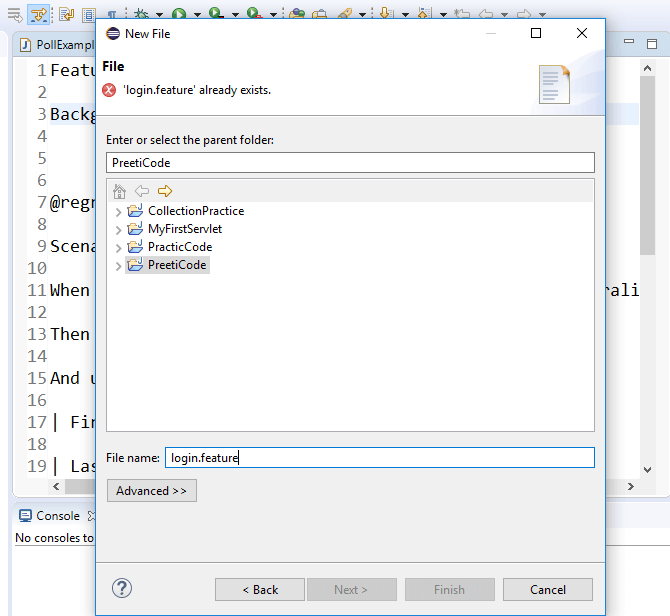 New File
PollExampl
File
'login.feature' already exists.
1 Featu
2
3 Backg
4
5
6
7 @regr
8
9 Scena
10
11 When
rali
12
13 Then
14
15 And u
16
17 | Fir
18
19 | Las
Enter or select the parent folder:
PreetiCode
CollectionPractice
MyFirstServlet
PracticCode
PreetiCode
File name: login.feature
Advanced >>
Console
No consoles to
? < Back Next > Finish Cancel